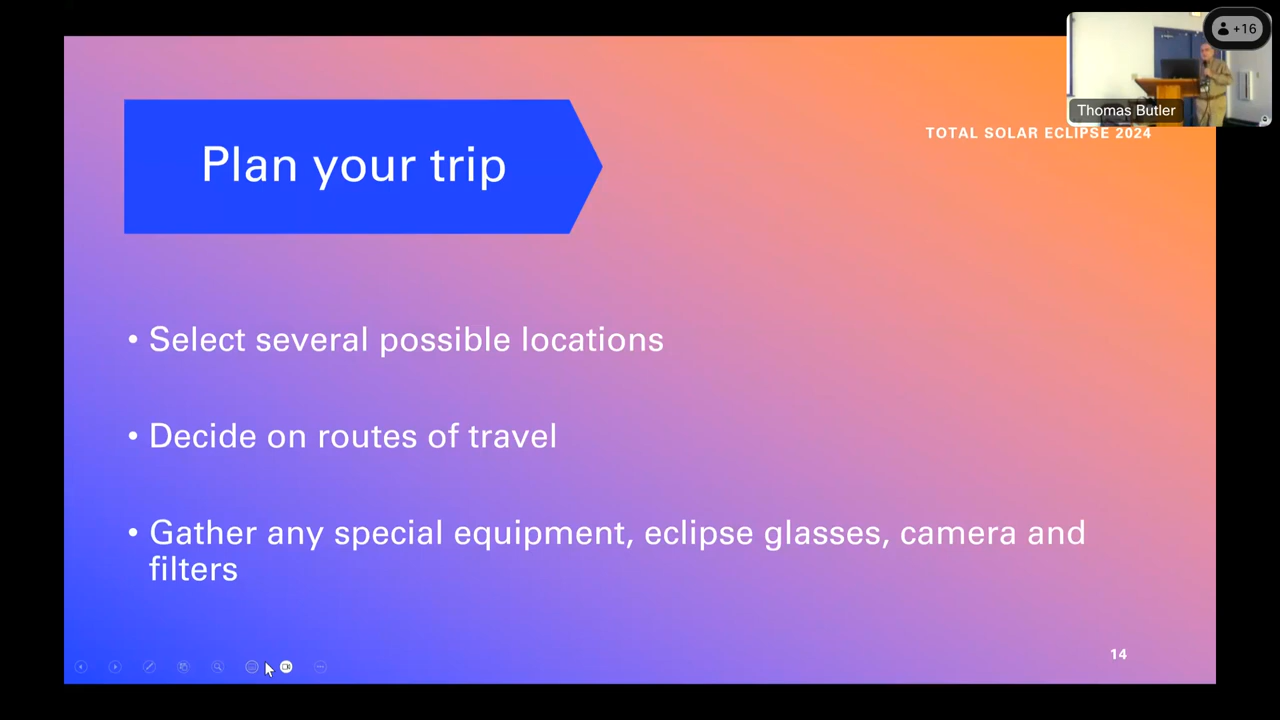 +16
Thomas Butler
TOTAL SOLAR ECLIPSE 2024
Plan your trip
• Select several possible locations
• Decide on routes of travel
• Gather any special equipment, eclipse glasses, camera and
filters
14